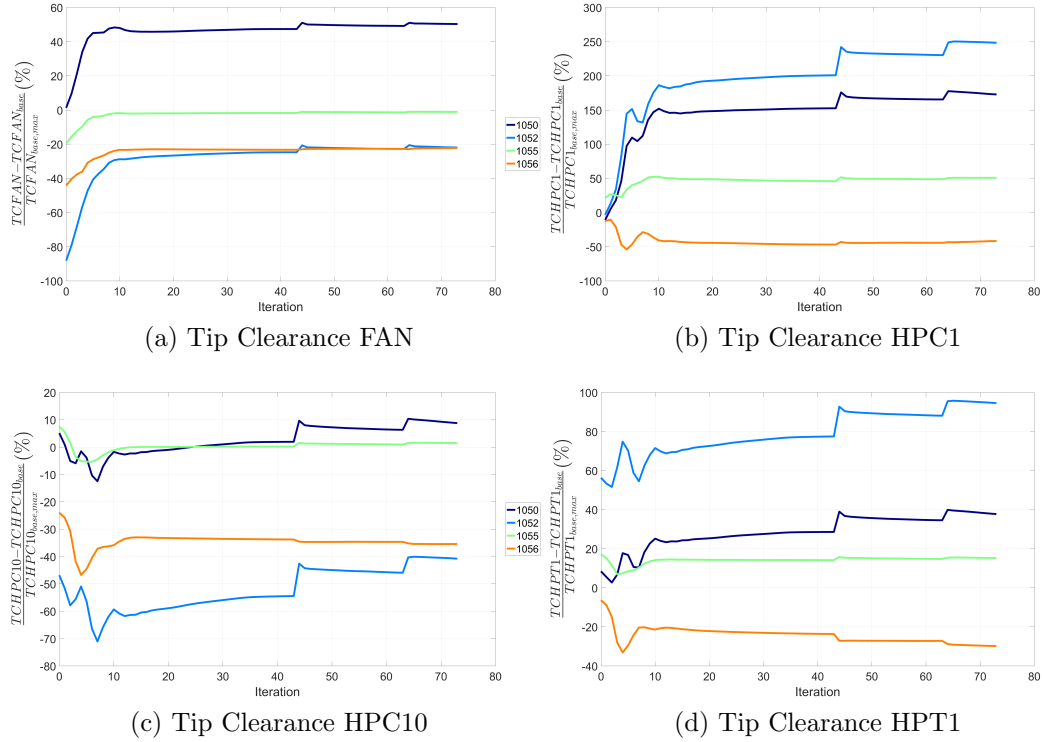 60
40
20
0
-20
-40
-60
-80
-100
0 10 20 30 40 50 60 70 80
Iteration
TCFAN−TCFAN_base
TCFAN_base,max
(%)
1050
1052
1055
1056
(a) Tip Clearance FAN
300
250
200
150
100
50
0
-50
-100
0 10 20 30 40 50 60 70 80
Iteration
TCHPC1−TCHPC1_base
TCHPC1_base,max
(%)
(b) Tip Clearance HPC1
20
10
0
-10
-20
-30
-40
-50
-60
-70
-80
0 10 20 30 40 50 60 70 80
Iteration
TCHPC10−TCHPC10_base
TCHPC10_base,max
(%)
1050
1052
1055
1056
(c) Tip Clearance HPC10
100
80
60
40
20
0
-20
-40
0 10 20 30 40 50 60 70 80
Iteration
TCHPT1−TCHPT1_base
TCHPT1_base,max
(%)
(d) Tip Clearance HPT1